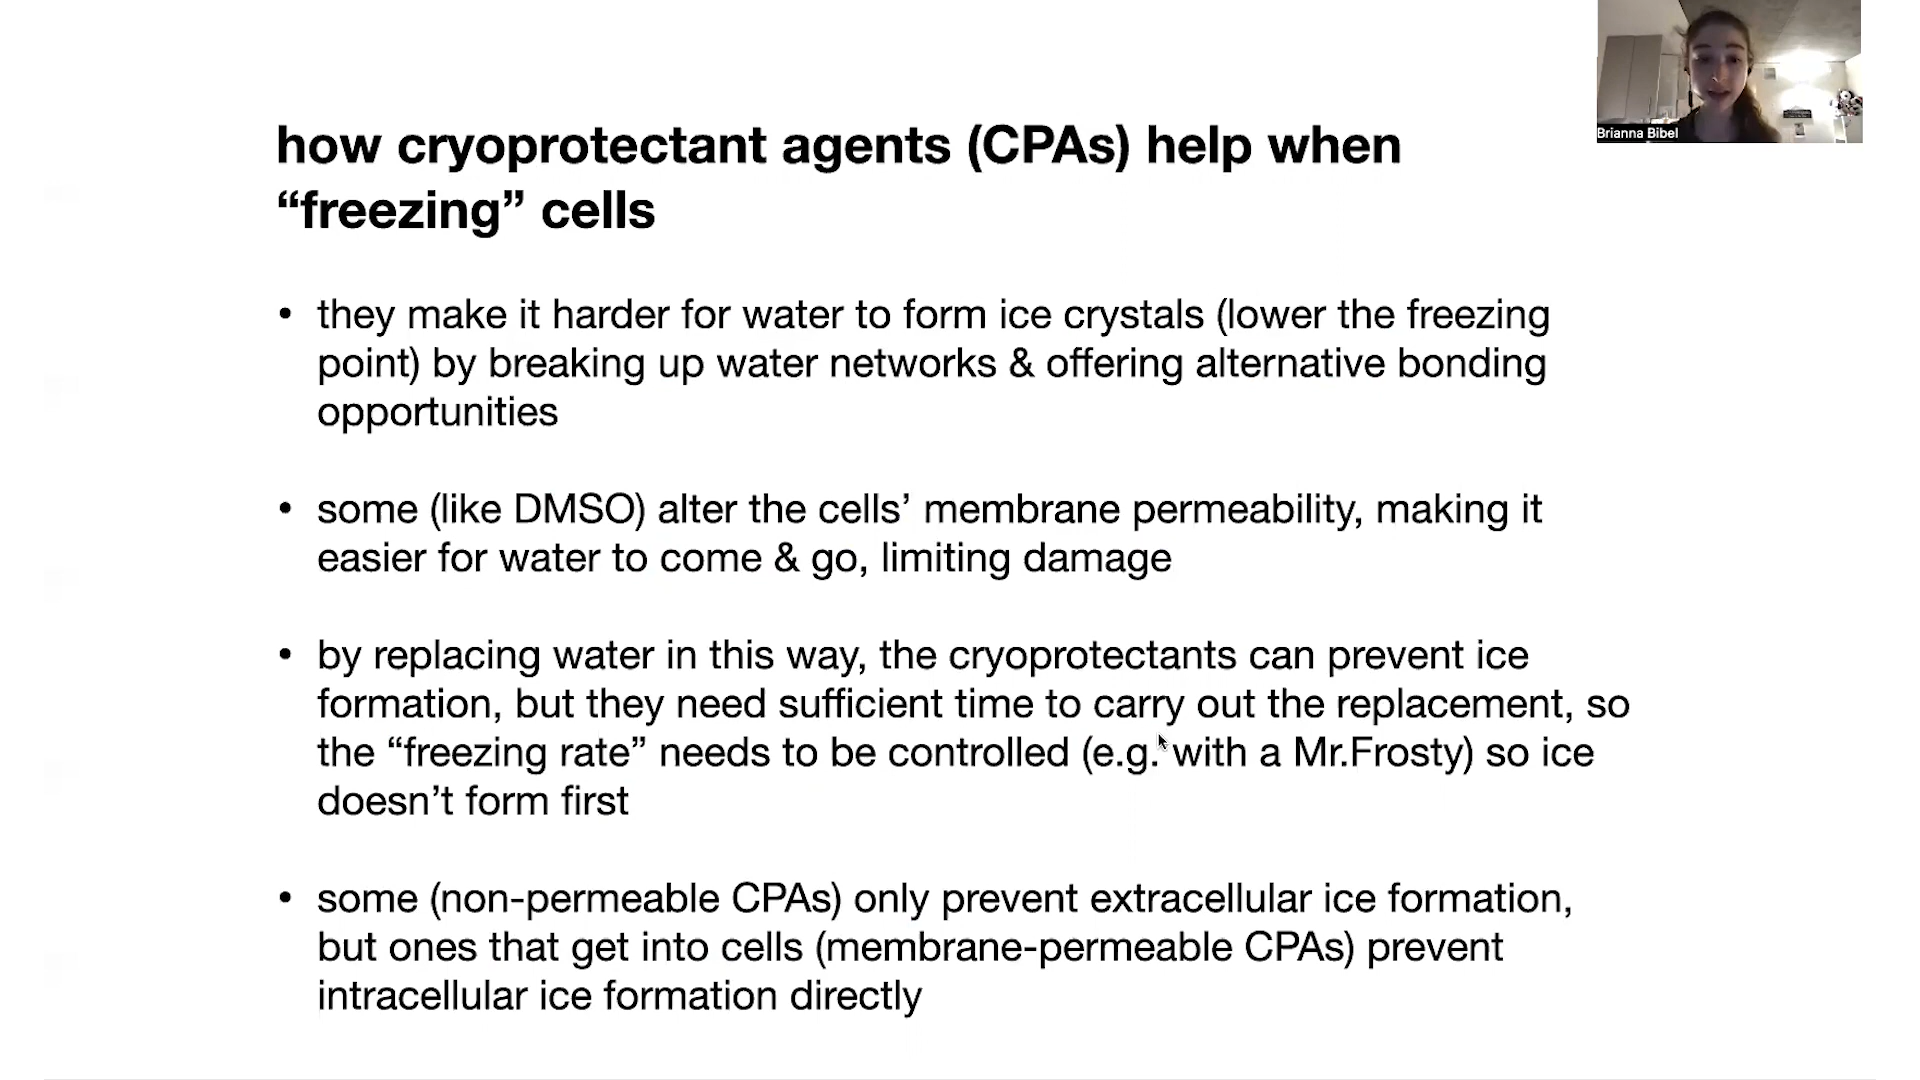 how cryoprotectant agents (CPAs) help when
“freezing” cells
Brianna Bibel
• they make it harder for water to form ice crystals (lower the freezing
point) by breaking up water networks & offering alternative bonding
opportunities
• some (like DMSO) alter the cells’ membrane permeability, making it
easier for water to come & go, limiting damage
• by replacing water in this way, the cryoprotectants can prevent ice
formation, but they need sufficient time to carry out the replacement, so
the “freezing rate” needs to be controlled (e.g. with a Mr.Frosty) so ice
doesn’t form first
• some (non-permeable CPAs) only prevent extracellular ice formation,
but ones that get into cells (membrane-permeable CPAs) prevent
intracellular ice formation directly